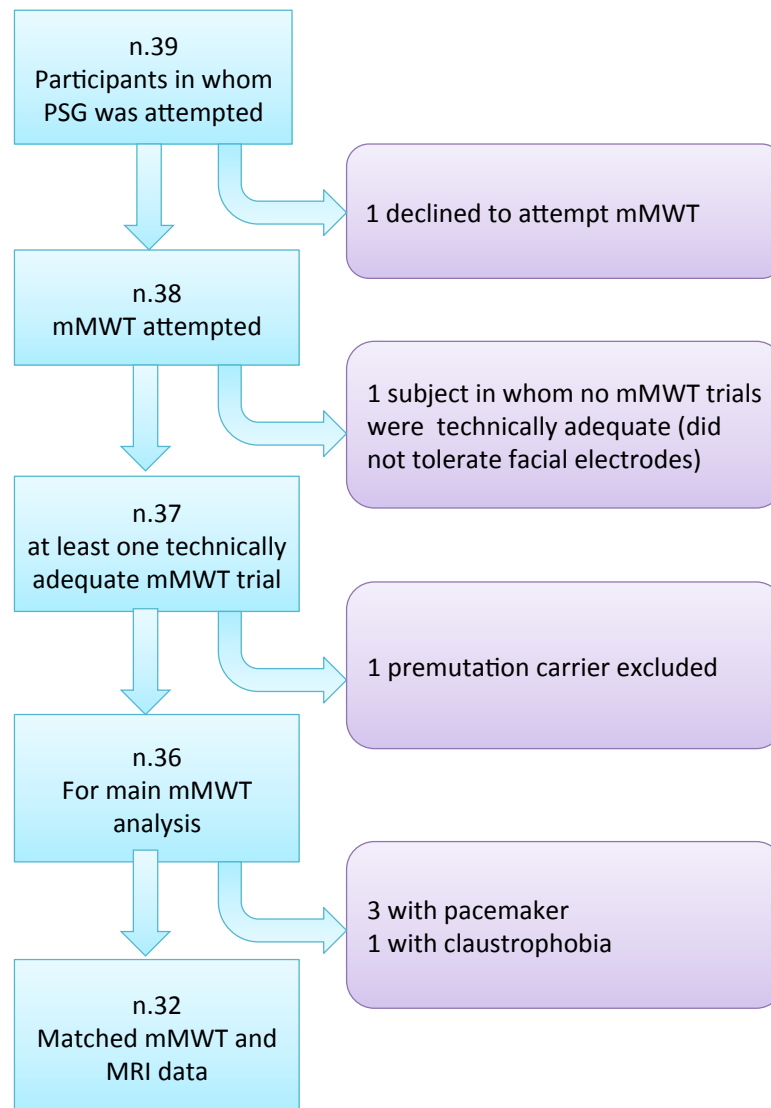 n.39
Participants in whom
PSG was attempted
1 declined to attempt mMWT
n.38
mMWT attempted
1 subject in whom no mMWT trials
were technically adequate (did
not tolerate facial electrodes)
n.37
at least one technically
adequate mMWT trial
1 premutation carrier excluded
n.36
For main mMWT
analysis
3 with pacemaker
1 with claustrophobia
n.32
Matched mMWT and
MRI data